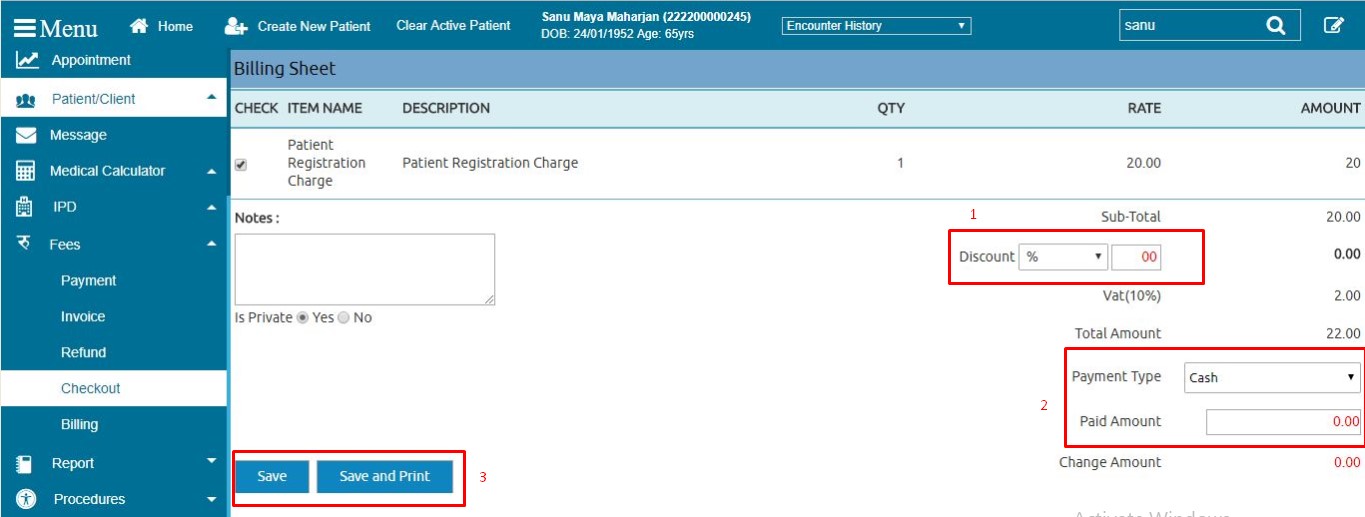 Menu
Home
Create New Patient
Clear Active Patient
Sanu Maya Maharjan (222200000245)
DOB: 24/01/1952 Age: 65yrs
Encounter History
sanu
Appointment
Patient/Client
Message
Medical Calculator
IPD
Fees
Payment
Invoice
Refund
Checkout
Billing
Report
Procedures
Billing Sheet
CHECK ITEM NAME DESCRIPTION QTY RATE AMOUNT
Patient
Registration
Charge
Patient Registration Charge 1 20.00 20
Notes :
Is Private Yes No
1
Sub-Total 20.00
Discount % 00 0.00
Vat(10%) 2.00
Total Amount 22.00
2
Payment Type Cash
Paid Amount 0.00
Change Amount 0.00
Save Save and Print 3
Activate Windows